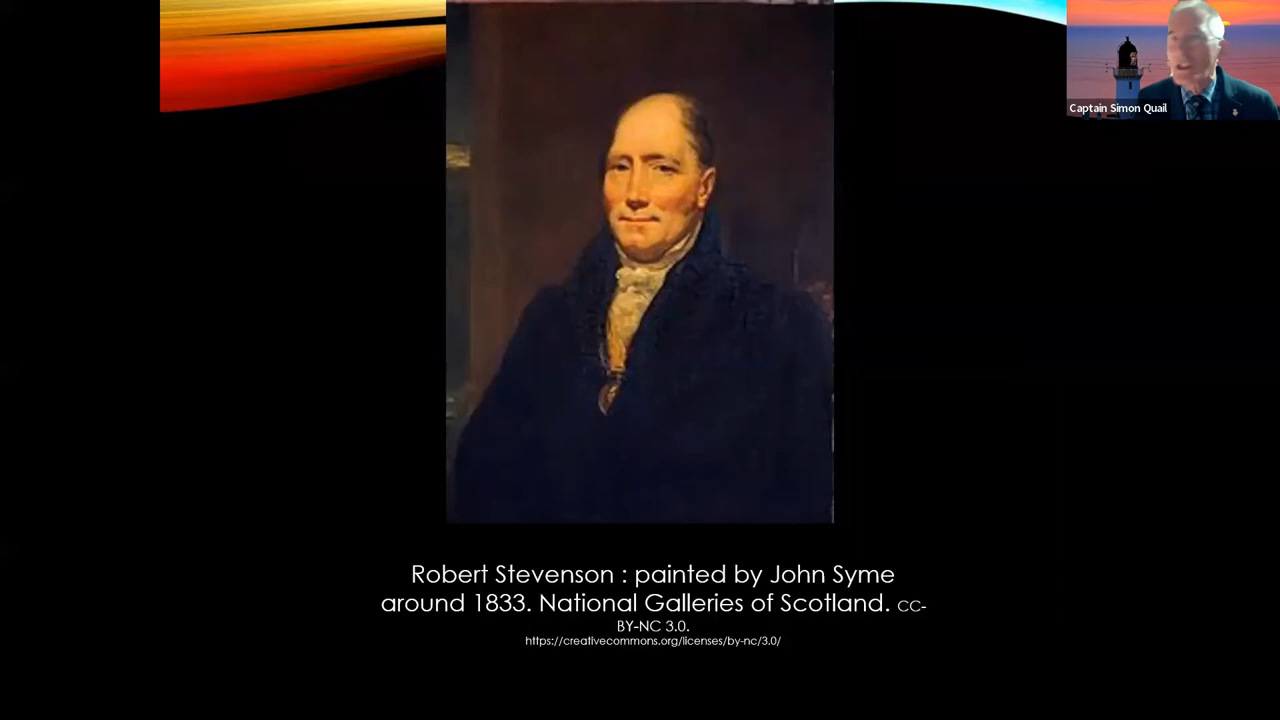 Captain Simon Quail
Robert Stevenson : painted by John Syme
around 1833. National Galleries of Scotland. CC-
BY-NC 3.0.
https://creativecommons.org/licenses/by-nc/3.0/